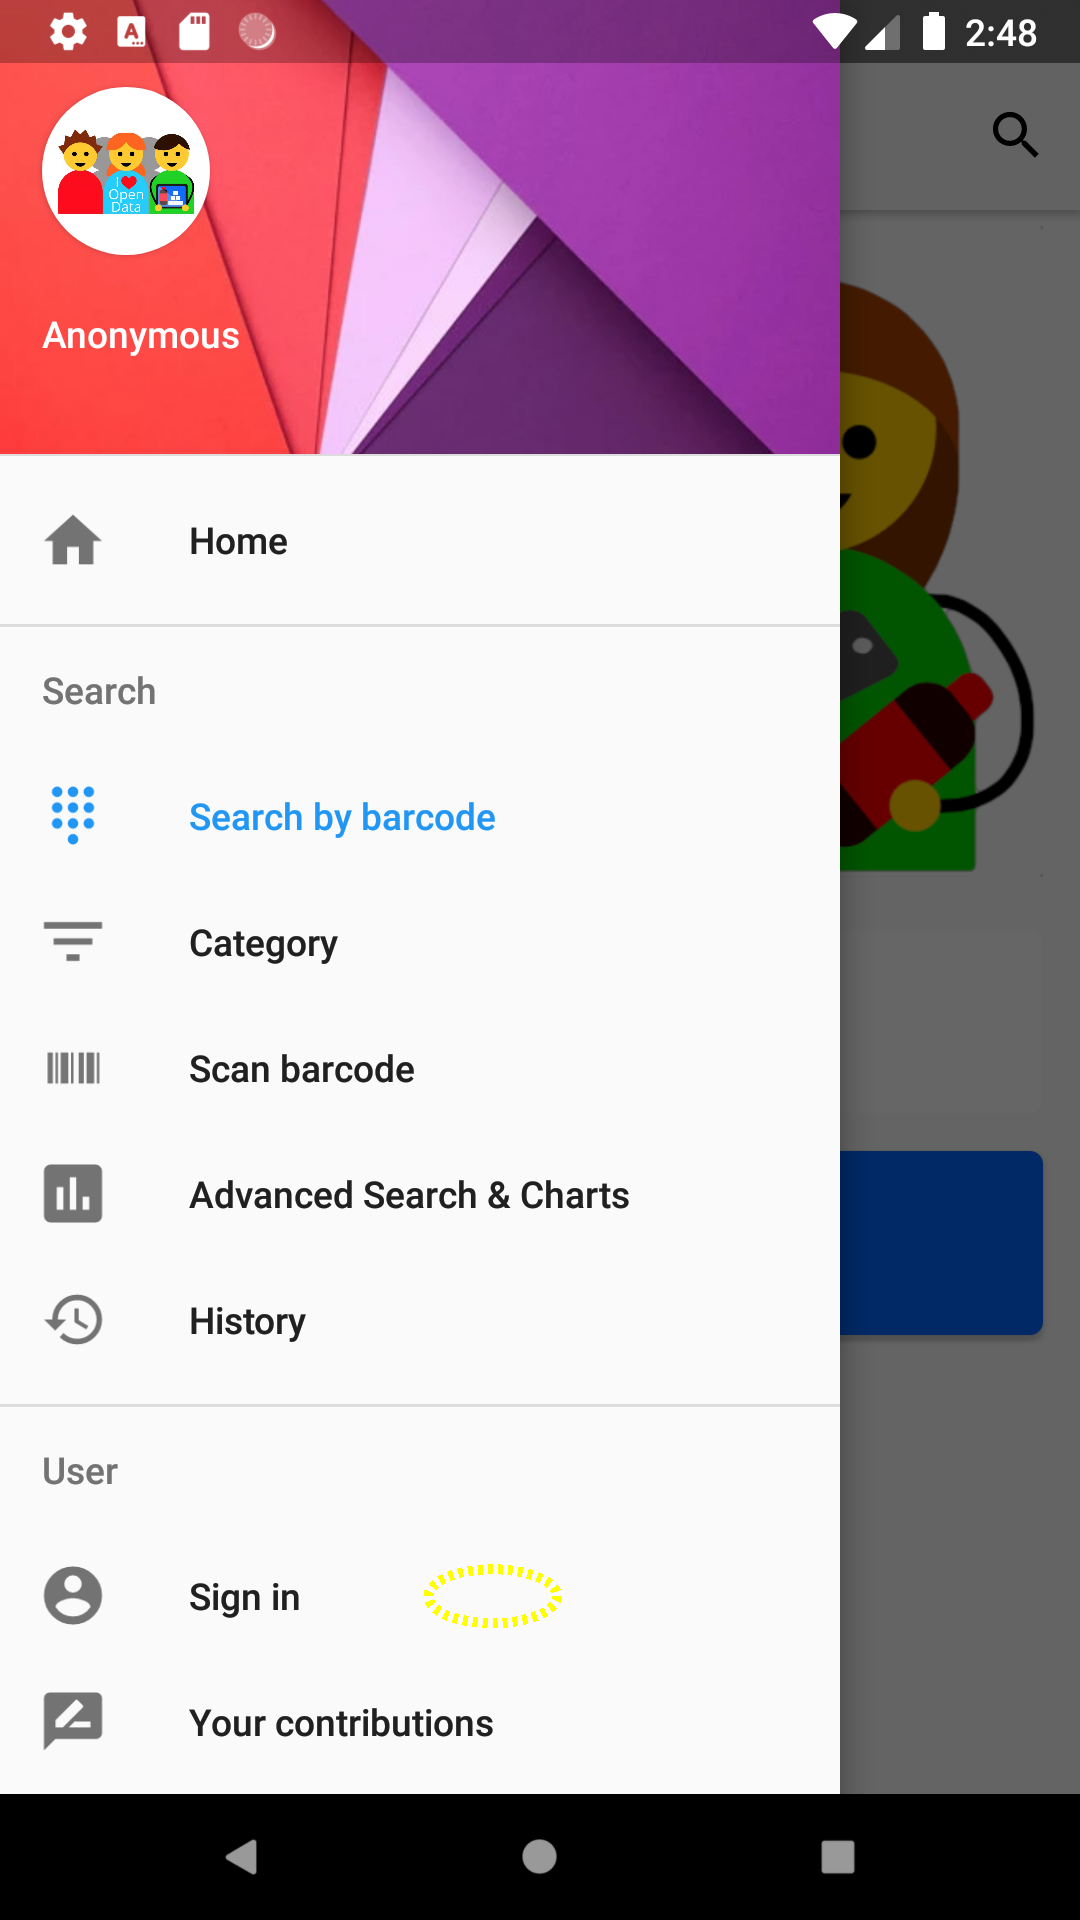 2:48
I
Open
Data
Anonymous
Home
Search
Search by barcode
Category
Scan barcode
Advanced Search & Charts
History
User
Sign in
Your contributions